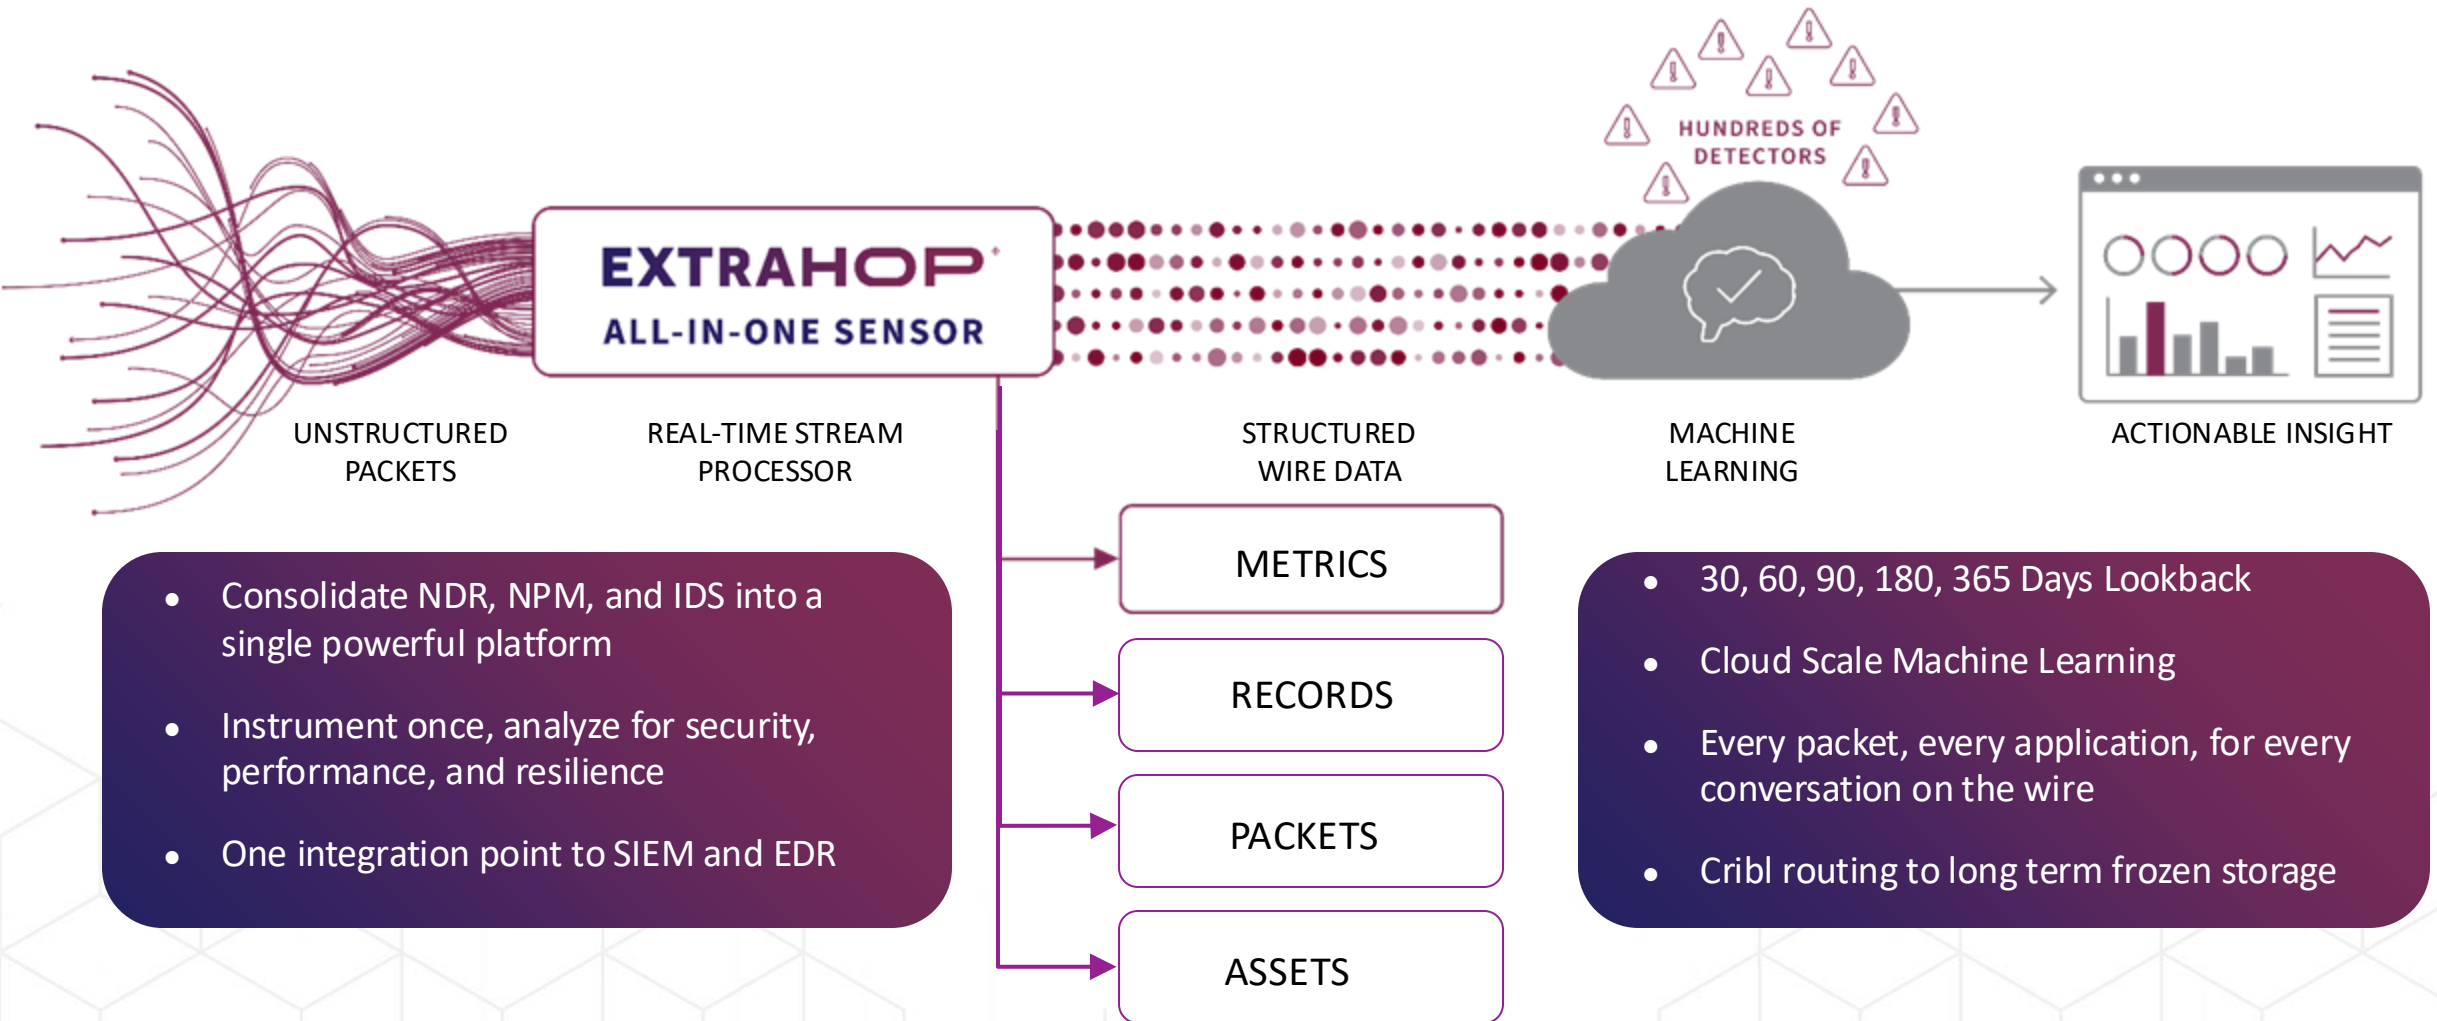 HUNDREDS OF
DETECTORS
EXTRAHOP
ALL-IN-ONE SENSOR
UNSTRUCTURED
PACKETS
REAL-TIME STREAM
PROCESSOR
STRUCTURED
WIRE DATA
MACHINE
LEARNING
ACTIONABLE INSIGHT
• Consolidate NDR, NPM, and IDS into a
single powerful platform
• Instrument once, analyze for security,
performance, and resilience
• One integration point to SIEM and EDR
METRICS
RECORDS
PACKETS
ASSETS
• 30, 60, 90, 180, 365 Days Lookback
• Cloud Scale Machine Learning
• Every packet, every application, for every
conversation on the wire
• Cribl routing to long term frozen storage